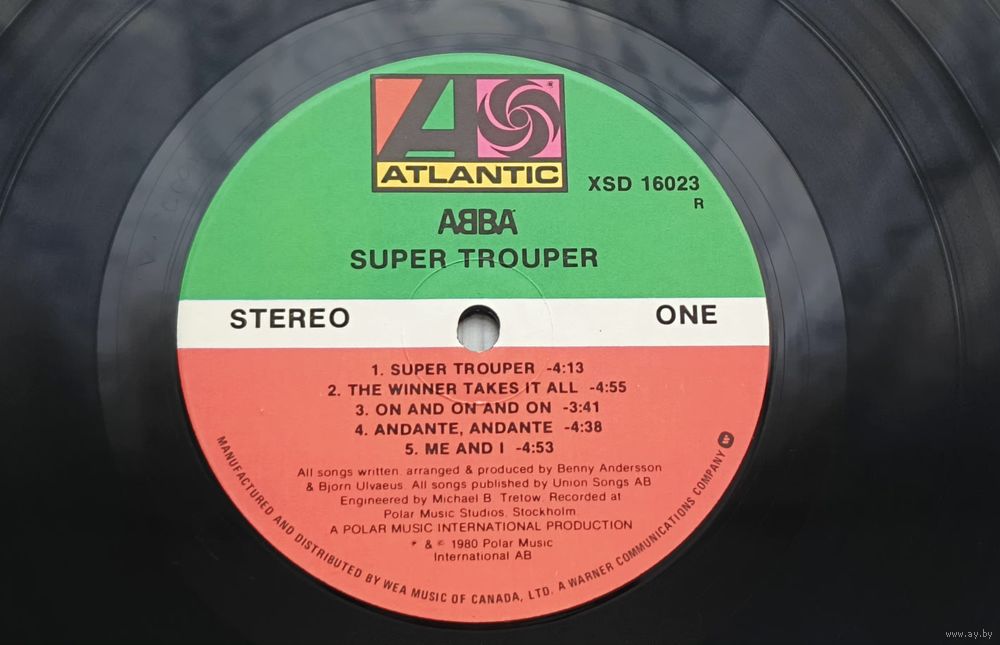 ATLANTIC
XSD 16023
R
ABBA
SUPER TROUPER
STEREO
ONE
1. SUPER TROUPER -4:13
2. THE WINNER TAKES IT ALL -4:55
3. ON AND ON AND ON -3:41
4. ANDANTE, ANDANTE -4:38
5. ME AND I -4:53
All songs written, arranged & produced by Benny Andersson
& Bjorn Ulvaeus. All songs published by Union Songs AB
Engineered by Michael B. Tretow. Recorded at
Polar Music Studios, Stockholm
A POLAR MUSIC INTERNATIONAL PRODUCTION
℗ & © 1980 Polar Music
International AB
MANUFACTURED AND DISTRIBUTED BY WEA MUSIC OF CANADA, LTD. A WARNER COMMUNICATIONS COMPANY
www.ay.by